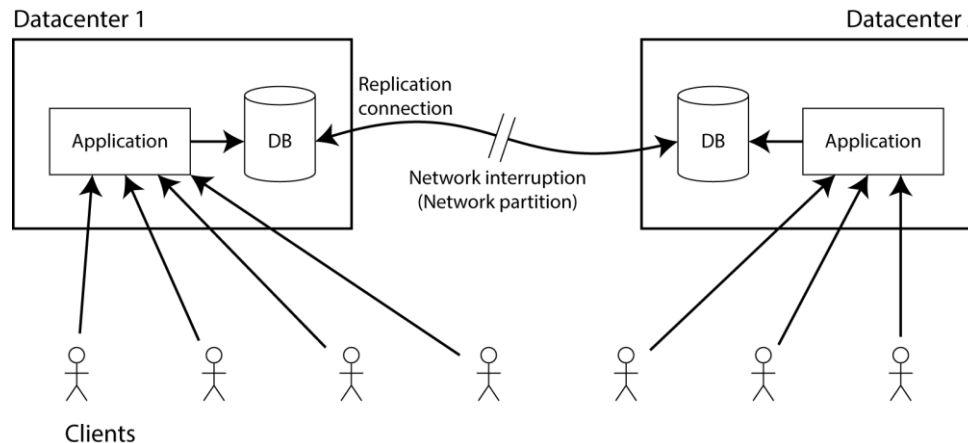 Datacenter 1
Datacenter
Replication
connection
Application
DB
DB
Application
Network interruption
(Network partition)
Clients